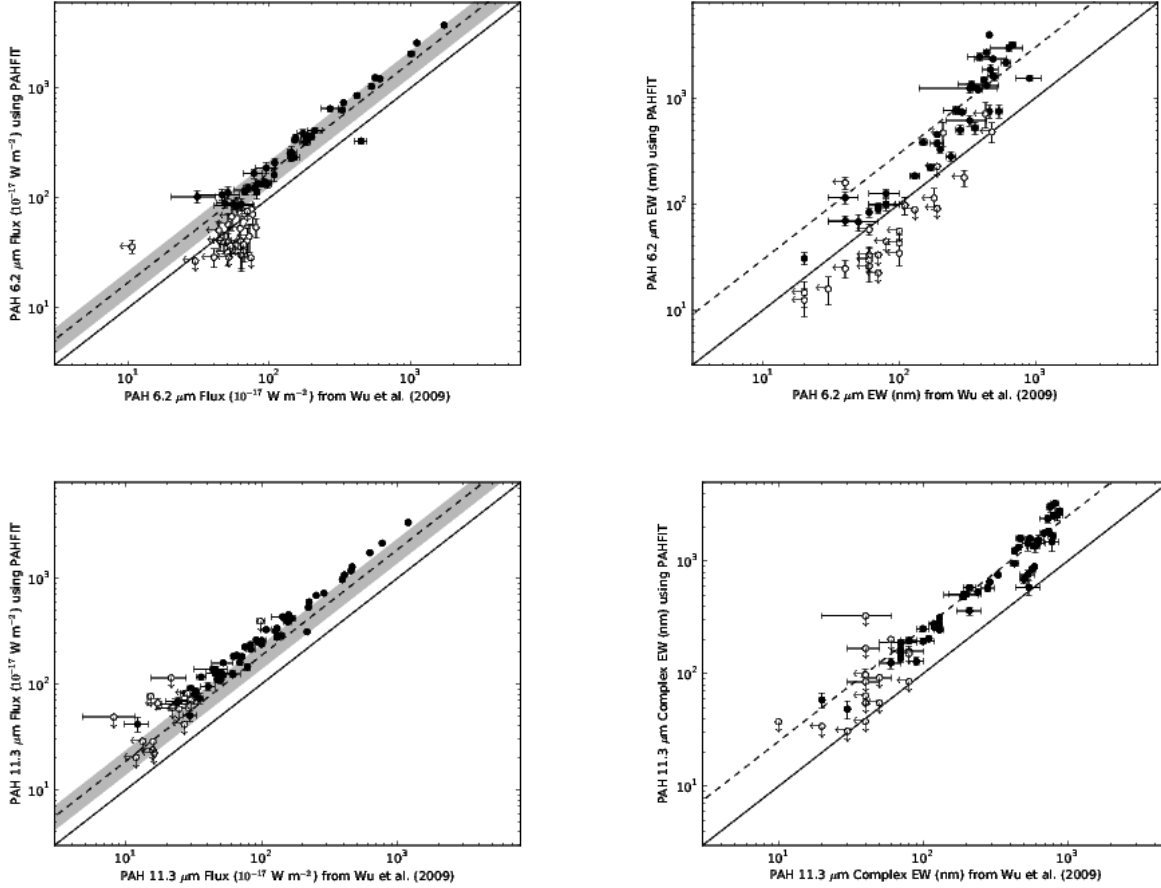 PAH 6.2 μm Flux (10⁻¹⁷ W m⁻²) using PAHFIT
10³
10²
10¹
10¹ 10² 10³
PAH 6.2 μm Flux (10⁻¹⁷ W m⁻²) from Wu et al. (2009)
PAH 6.2 μm EW (nm) using PAHFIT
10³
10²
10¹
10¹ 10² 10³
PAH 6.2 μm EW (nm) from Wu et al. (2009)
PAH 11.3 μm Flux (10⁻¹⁷ W m⁻²) using PAHFIT
10³
10²
10¹
10¹ 10² 10³
PAH 11.3 μm Flux (10⁻¹⁷ W m⁻²) from Wu et al. (2009)
PAH 11.3 μm Complex EW (nm) using PAHFIT
10³
10²
10¹
10¹ 10² 10³
PAH 11.3 μm Complex EW (nm) from Wu et al. (2009)